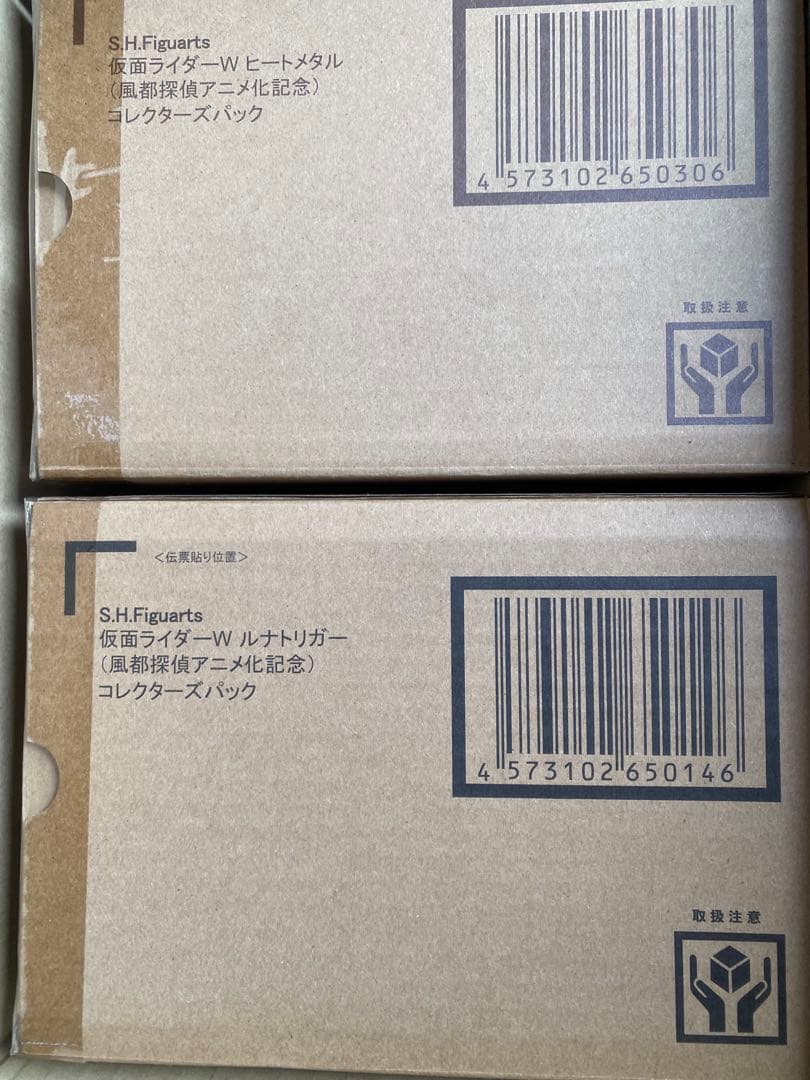 S.H.Figuarts
仮面ライダーW ヒートメタル
（風都探偵アニメ化記念）
コレクターズパック
4 573102 650306
取扱注意
＜伝票貼り位置＞
S.H.Figuarts
仮面ライダーW ルナトリガー
（風都探偵アニメ化記念）
コレクターズパック
4 573102 650146
取扱注意